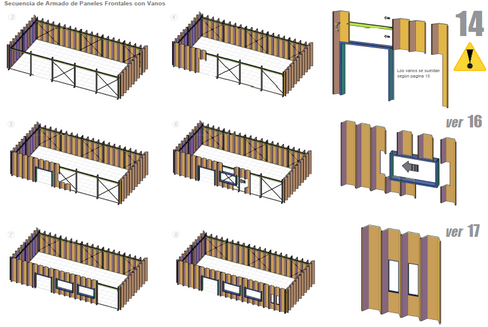 Secuencia de Armado de Paneles Frontales con Vanos
14
Los vanos se sueldan
según página 15
ver 16
ver 17